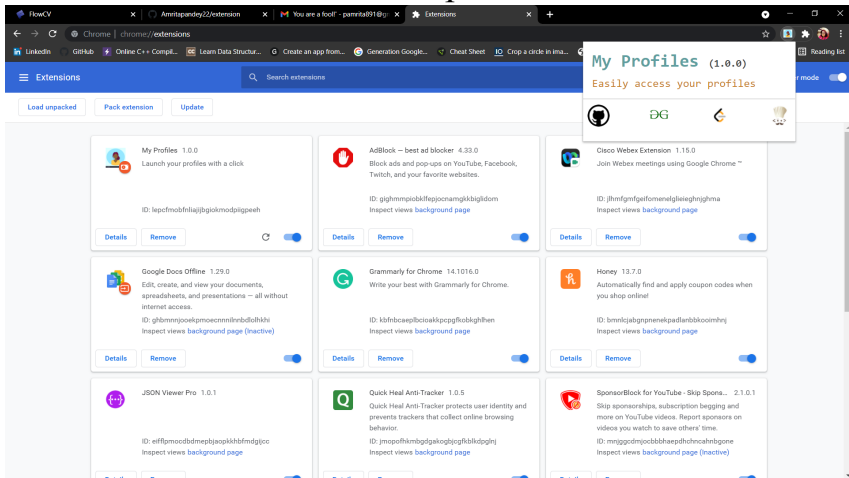 FlowCV
Amritapandey22/extension
You are a fool!' - pamrita891@gm
Extensions
Chrome | chrome://extensions
LinkedIn
GitHub
Online C++ Compil...
Learn Data Structur...
Create an app from...
Generation Google...
Cheat Sheet
Crop a circle in ima...
Reading list
My Profiles (1.0.0)
Easily access your profiles
Extensions
Search extensions
r mode
Load unpacked
Pack extension
Update
My Profiles 1.0.0
Launch your profiles with a click
ID: lepcfmobfnliajijbgiokmodpiigpeeh
Details
Remove
AdBlock — best ad blocker 4.33.0
Block ads and pop-ups on YouTube, Facebook,
Twitch, and your favorite websites.
ID: gighmmpiobklfepjocnamgkkbiglidom
Inspect views background page
Details
Remove
Cisco Webex Extension 1.15.0
Join Webex meetings using Google Chrome ™
ID: jlhmfgmfgeifomenelglieieghnjghma
Inspect views background page
Details
Remove
Google Docs Offline 1.29.0
Edit, create, and view your documents,
spreadsheets, and presentations — all without
internet access.
ID: ghbmnnjooekpmoecnnnilnnbdlolhkhi
Inspect views background page (Inactive)
Details
Remove
Grammarly for Chrome 14.1016.0
Write your best with Grammarly for Chrome.
ID: kbfnbcaeplbcioakkpcpgfkobkghlhen
Inspect views background page
Details
Remove
Honey 13.7.0
Automatically find and apply coupon codes when
you shop online!
ID: bmnlcjabgnpnenekpadlanbbkooimhnj
Inspect views background page
Details
Remove
JSON Viewer Pro 1.0.1
ID: eifflpmocdbdmepbjaopkkhbfmdgijcc
Inspect views background page
Quick Heal Anti-Tracker 1.0.5
Quick Heal Anti-Tracker protects user identity and
prevents trackers that collect online browsing
behavior.
ID: jmopofhkmbgdgakogbjcgfkblkdpglnj
Inspect views background page
SponsorBlock for YouTube - Skip Spons... 2.1.0.1
Skip sponsorships, subscription begging and
more on YouTube videos. Report sponsors on
videos you watch to save others' time.
ID: mnjggcdmjocbbbhaepdhchncahnbgone
Inspect views background page (Inactive)